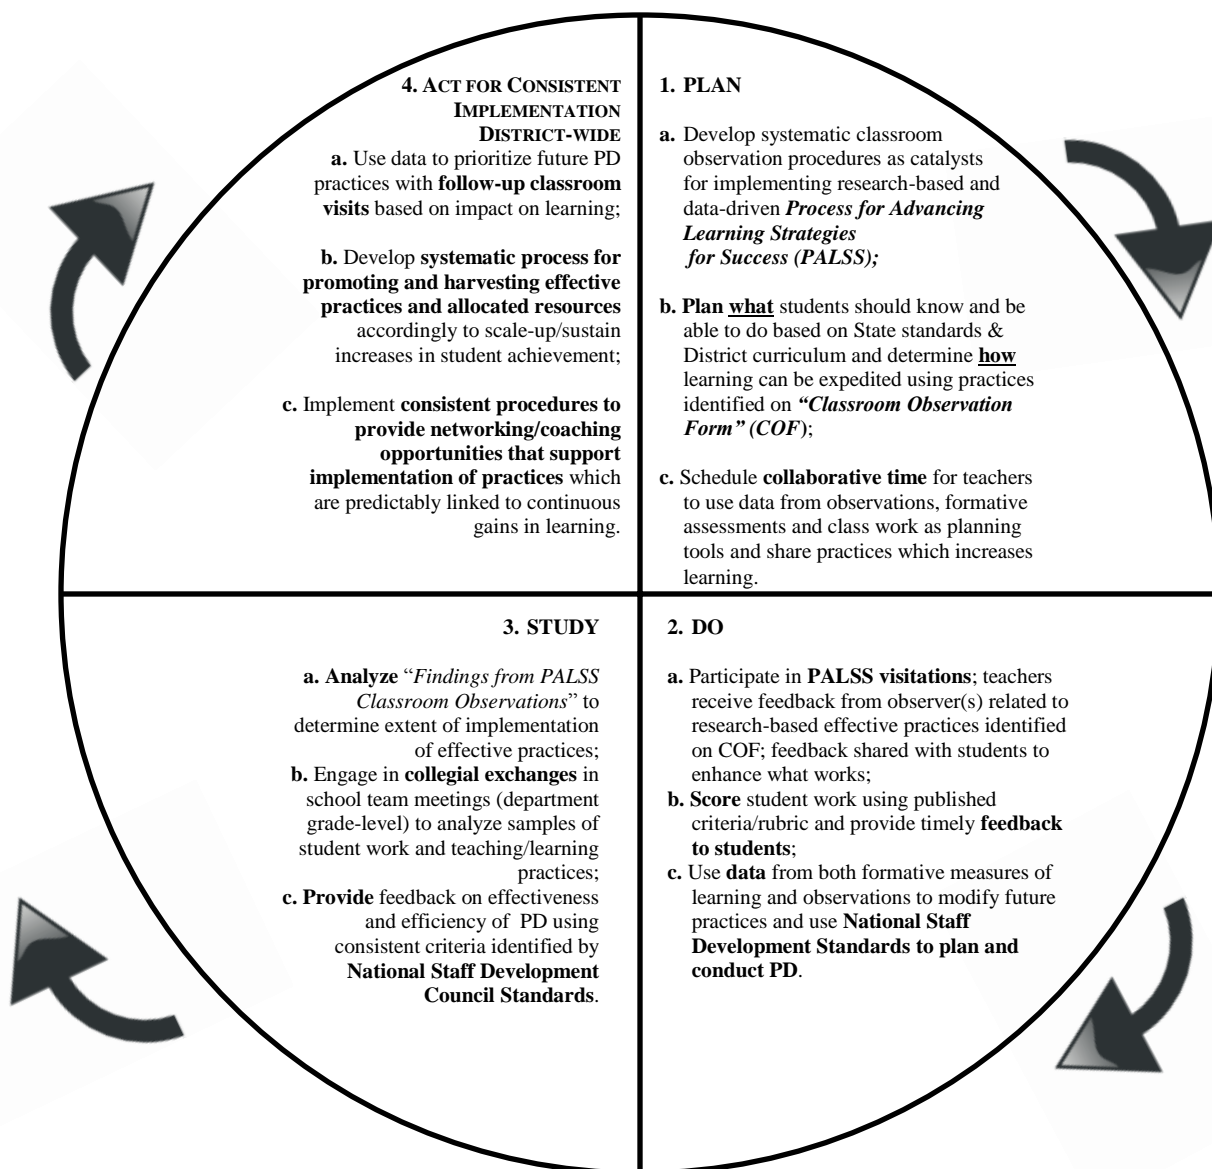 4. ACT FOR CONSISTENT
IMPLEMENTATION
DISTRICT-WIDE
a. Use data to prioritize future PD
practices with follow-up classroom
visits based on impact on learning;
b. Develop systematic process for
promoting and harvesting effective
practices and allocated resources
accordingly to scale-up/sustain
increases in student achievement;
c. Implement consistent procedures to
provide networking/coaching
opportunities that support
implementation of practices which
are predictably linked to continuous
gains in learning.
1. PLAN
a. Develop systematic classroom
observation procedures as catalysts
for implementing research-based and
data-driven Process for Advancing
Learning Strategies
for Success (PALSS);
b. Plan what students should know and be
able to do based on State standards &
District curriculum and determine how
learning can be expedited using practices
identified on “Classroom Observation
Form” (COF);
c. Schedule collaborative time for teachers
to use data from observations, formative
assessments and class work as planning
tools and share practices which increases
learning.
3. STUDY
a. Analyze “Findings from PALSS
Classroom Observations” to
determine extent of implementation
of effective practices;
b. Engage in collegial exchanges in
school team meetings (department
grade-level) to analyze samples of
student work and teaching/learning
practices;
c. Provide feedback on effectiveness
and efficiency of PD using
consistent criteria identified by
National Staff Development
Council Standards.
2. DO
a. Participate in PALSS visitations; teachers
receive feedback from observer(s) related to
research-based effective practices identified
on COF; feedback shared with students to
enhance what works;
b. Score student work using published
criteria/rubric and provide timely feedback
to students;
c. Use data from both formative measures of
learning and observations to modify future
practices and use National Staff
Development Standards to plan and
conduct PD.